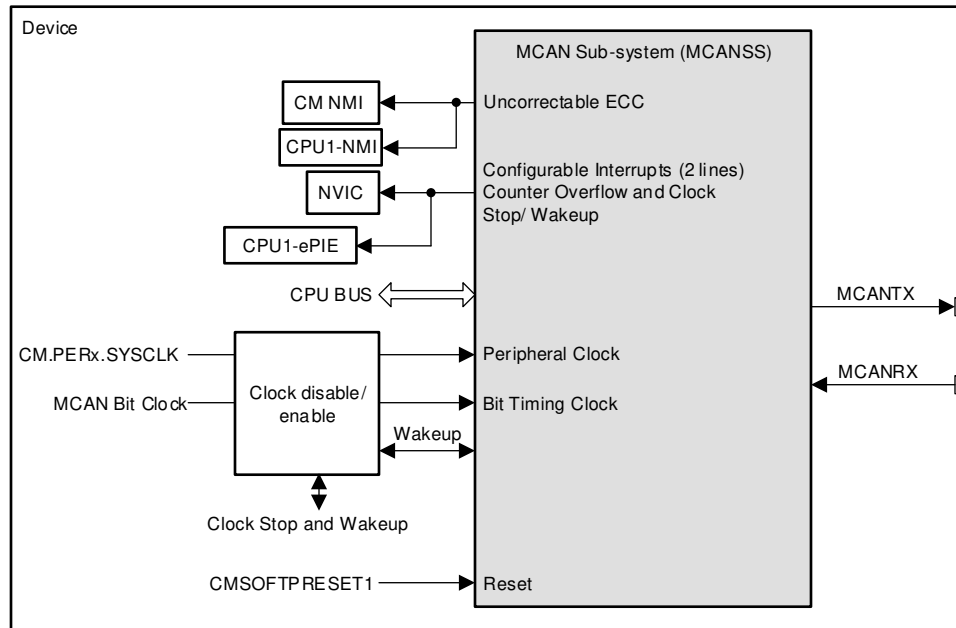 Device
MCAN Sub-system (MCANSS)
CM NMI
Uncorrectable ECC
CPU1-NMI
Configurable Interrupts (2 lines)
NVIC
Counter Overflow and Clock
Stop/ Wakeup
CPU1-ePIE
CPU BUS
MCANTX
CM.PERx.SYSCLK
Peripheral Clock
MCANRX
Clock disable/
enable
MCAN Bit Clock
Bit Timing Clock
Wakeup
Clock Stop and Wakeup
CMSOFTPRESET1
Reset